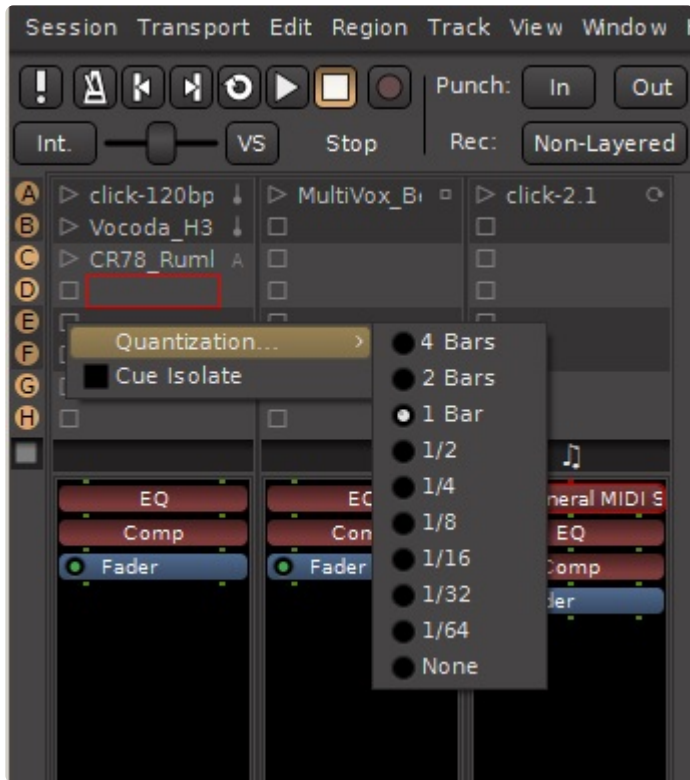 Session Transport Edit Region Track View Window
Punch: In Out
Int. VS Stop Rec: Non-Layered
A click-120bp MultiVox_B click-2.1
B Vocoda_H3
C CR78_Ruml A
D
E
F
G
H
Quantization...
Cue Isolate
4 Bars
2 Bars
1 Bar
1/2
1/4
1/8
1/16
1/32
1/64
None
EQ
Comp
Fader
EQ
Com
Fader
neral MIDI S
EQ
Comp
der